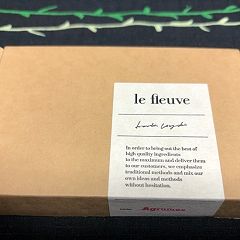 le fleuve
In order to bring out the best of
high quality ingredients
to the maximum and deliver them
to our customers, we emphasize
traditional methods and mix our
own ideas and methods
without hesitation.
Agrumes